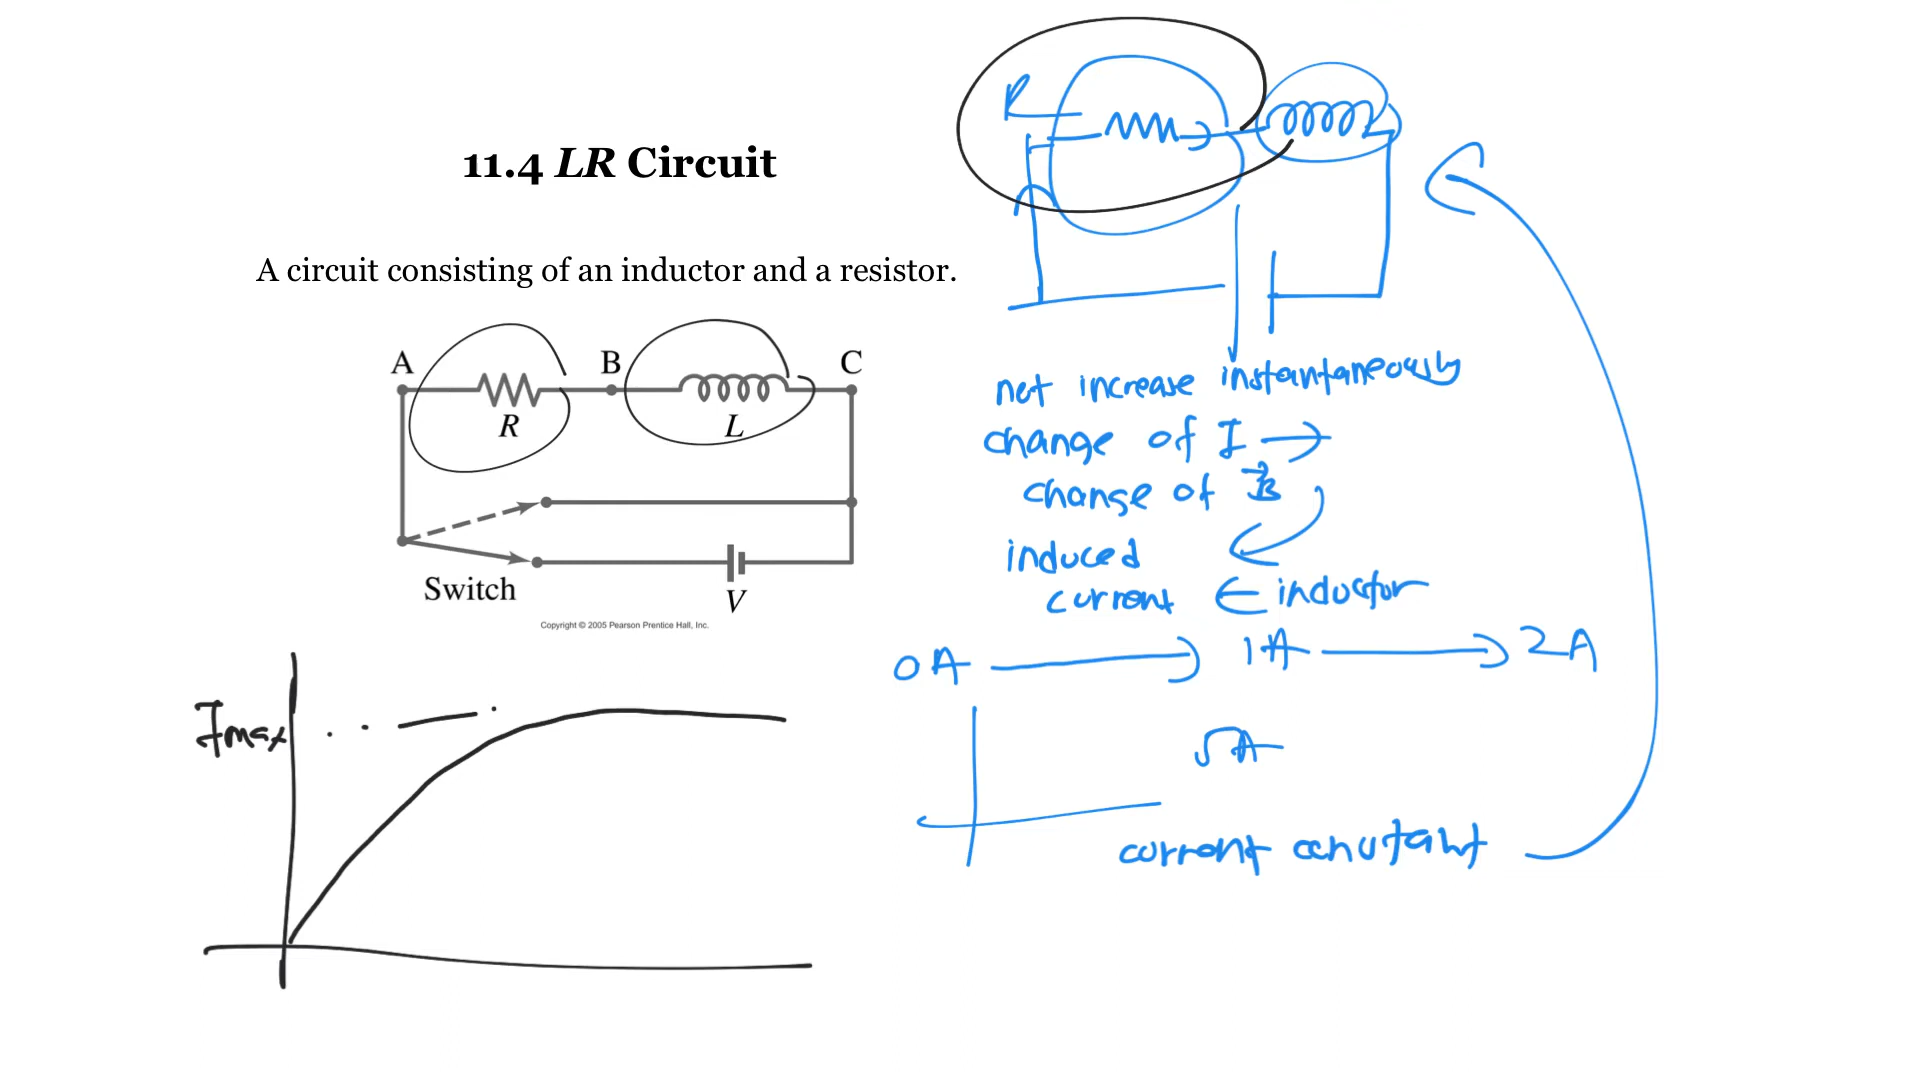 11.4 LR Circuit
A circuit consisting of an inductor and a resistor.
A
B
C
R
L
Switch
V
Copyright © 2005 Pearson Prentice Hall, Inc.
Imax
R
not increase instantaneously
change of I →
change of B⃗
induced
current ← inductor
0A → 1A → 2A
5A
current constant